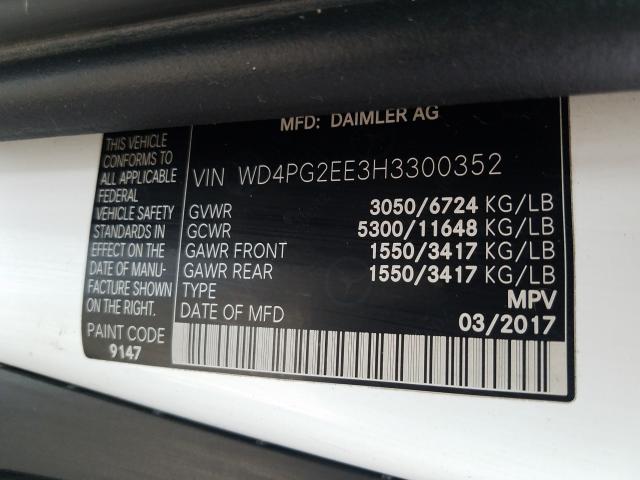 MFD: DAIMLER AG
THIS VEHICLE
CONFORMS TO
ALL APPLICABLE
FEDERAL
VEHICLE SAFETY
STANDARDS IN
EFFECT ON THE
DATE OF MANU-
FACTURE SHOWN
ON THE RIGHT.
PAINT CODE
9147
VIN WD4PG2EE3H3300352
GVWR 3050/6724 KG/LB
GCWR 5300/11648 KG/LB
GAWR FRONT 1550/3417 KG/LB
GAWR REAR 1550/3417 KG/LB
TYPE MPV
DATE OF MFD 03/2017